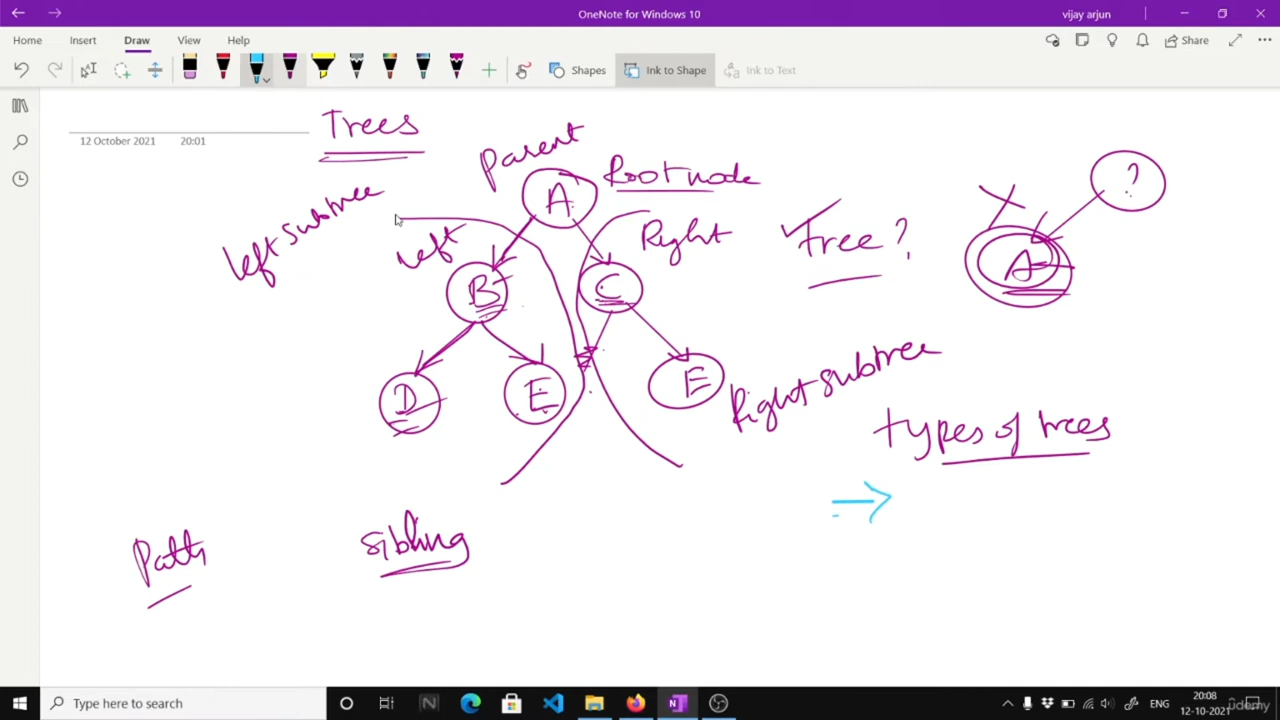 OneNote for Windows 10
vijay arjun
Home
Insert
Draw
View
Help
Share
Shapes
Ink to Shape
Ink to Text
12 October 2021
20:01
Trees
Parent
A
Root node
?
left subtree
left
Right
Tree ?
A
B
C
D
E
E
Right subtree
types of trees
Path
sibling
Type here to search
N
ENG
20:08
12-10-2021
udemy